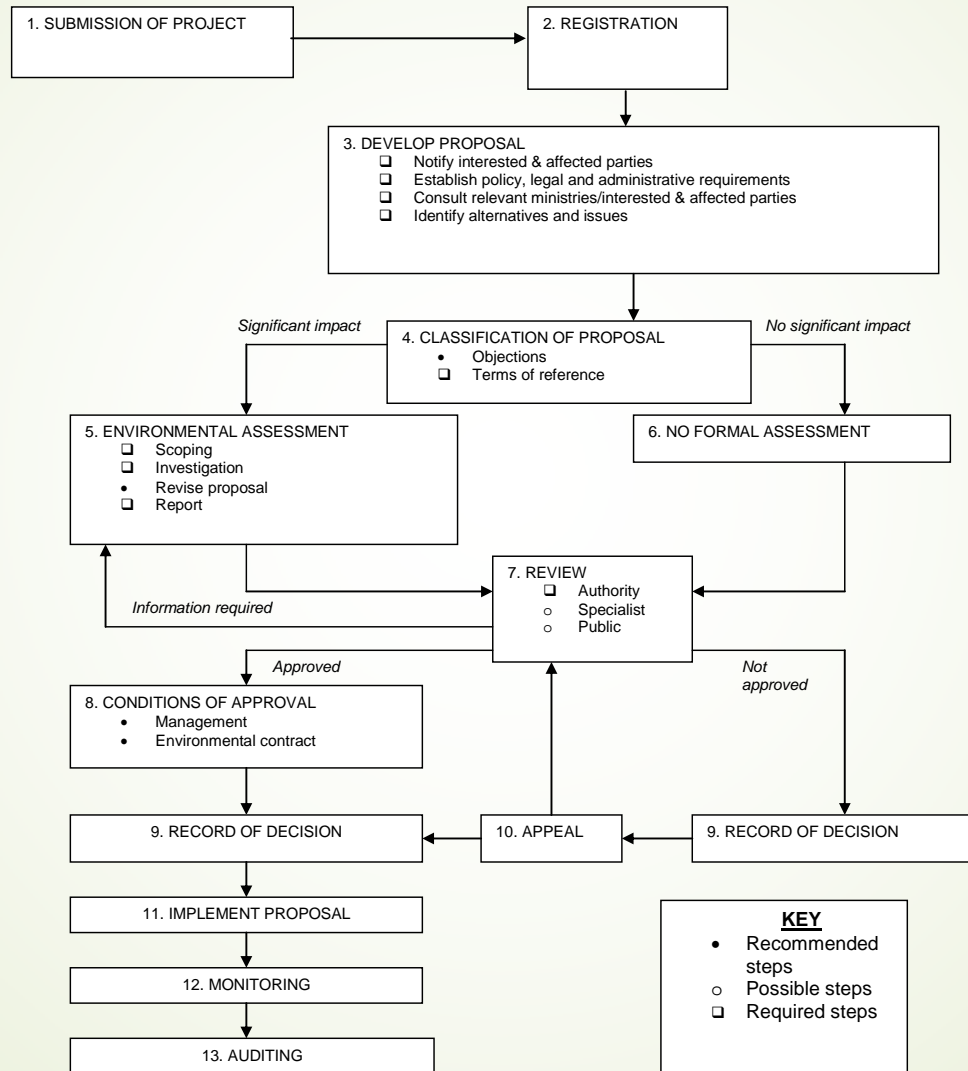 1. SUBMISSION OF PROJECT
2. REGISTRATION
3. DEVELOP PROPOSAL
❑ Notify interested & affected parties
❑ Establish policy, legal and administrative requirements
❑ Consult relevant ministries/interested & affected parties
❑ Identify alternatives and issues
Significant impact
No significant impact
4. CLASSIFICATION OF PROPOSAL
• Objections
❑ Terms of reference
5. ENVIRONMENTAL ASSESSMENT
❑ Scoping
❑ Investigation
• Revise proposal
❑ Report
6. NO FORMAL ASSESSMENT
7. REVIEW
❑ Authority
o Specialist
o Public
Information required
Approved
Not
approved
8. CONDITIONS OF APPROVAL
• Management
• Environmental contract
9. RECORD OF DECISION
10. APPEAL
9. RECORD OF DECISION
11. IMPLEMENT PROPOSAL
12. MONITORING
13. AUDITING
KEY
• Recommended
steps
o Possible steps
❑ Required steps